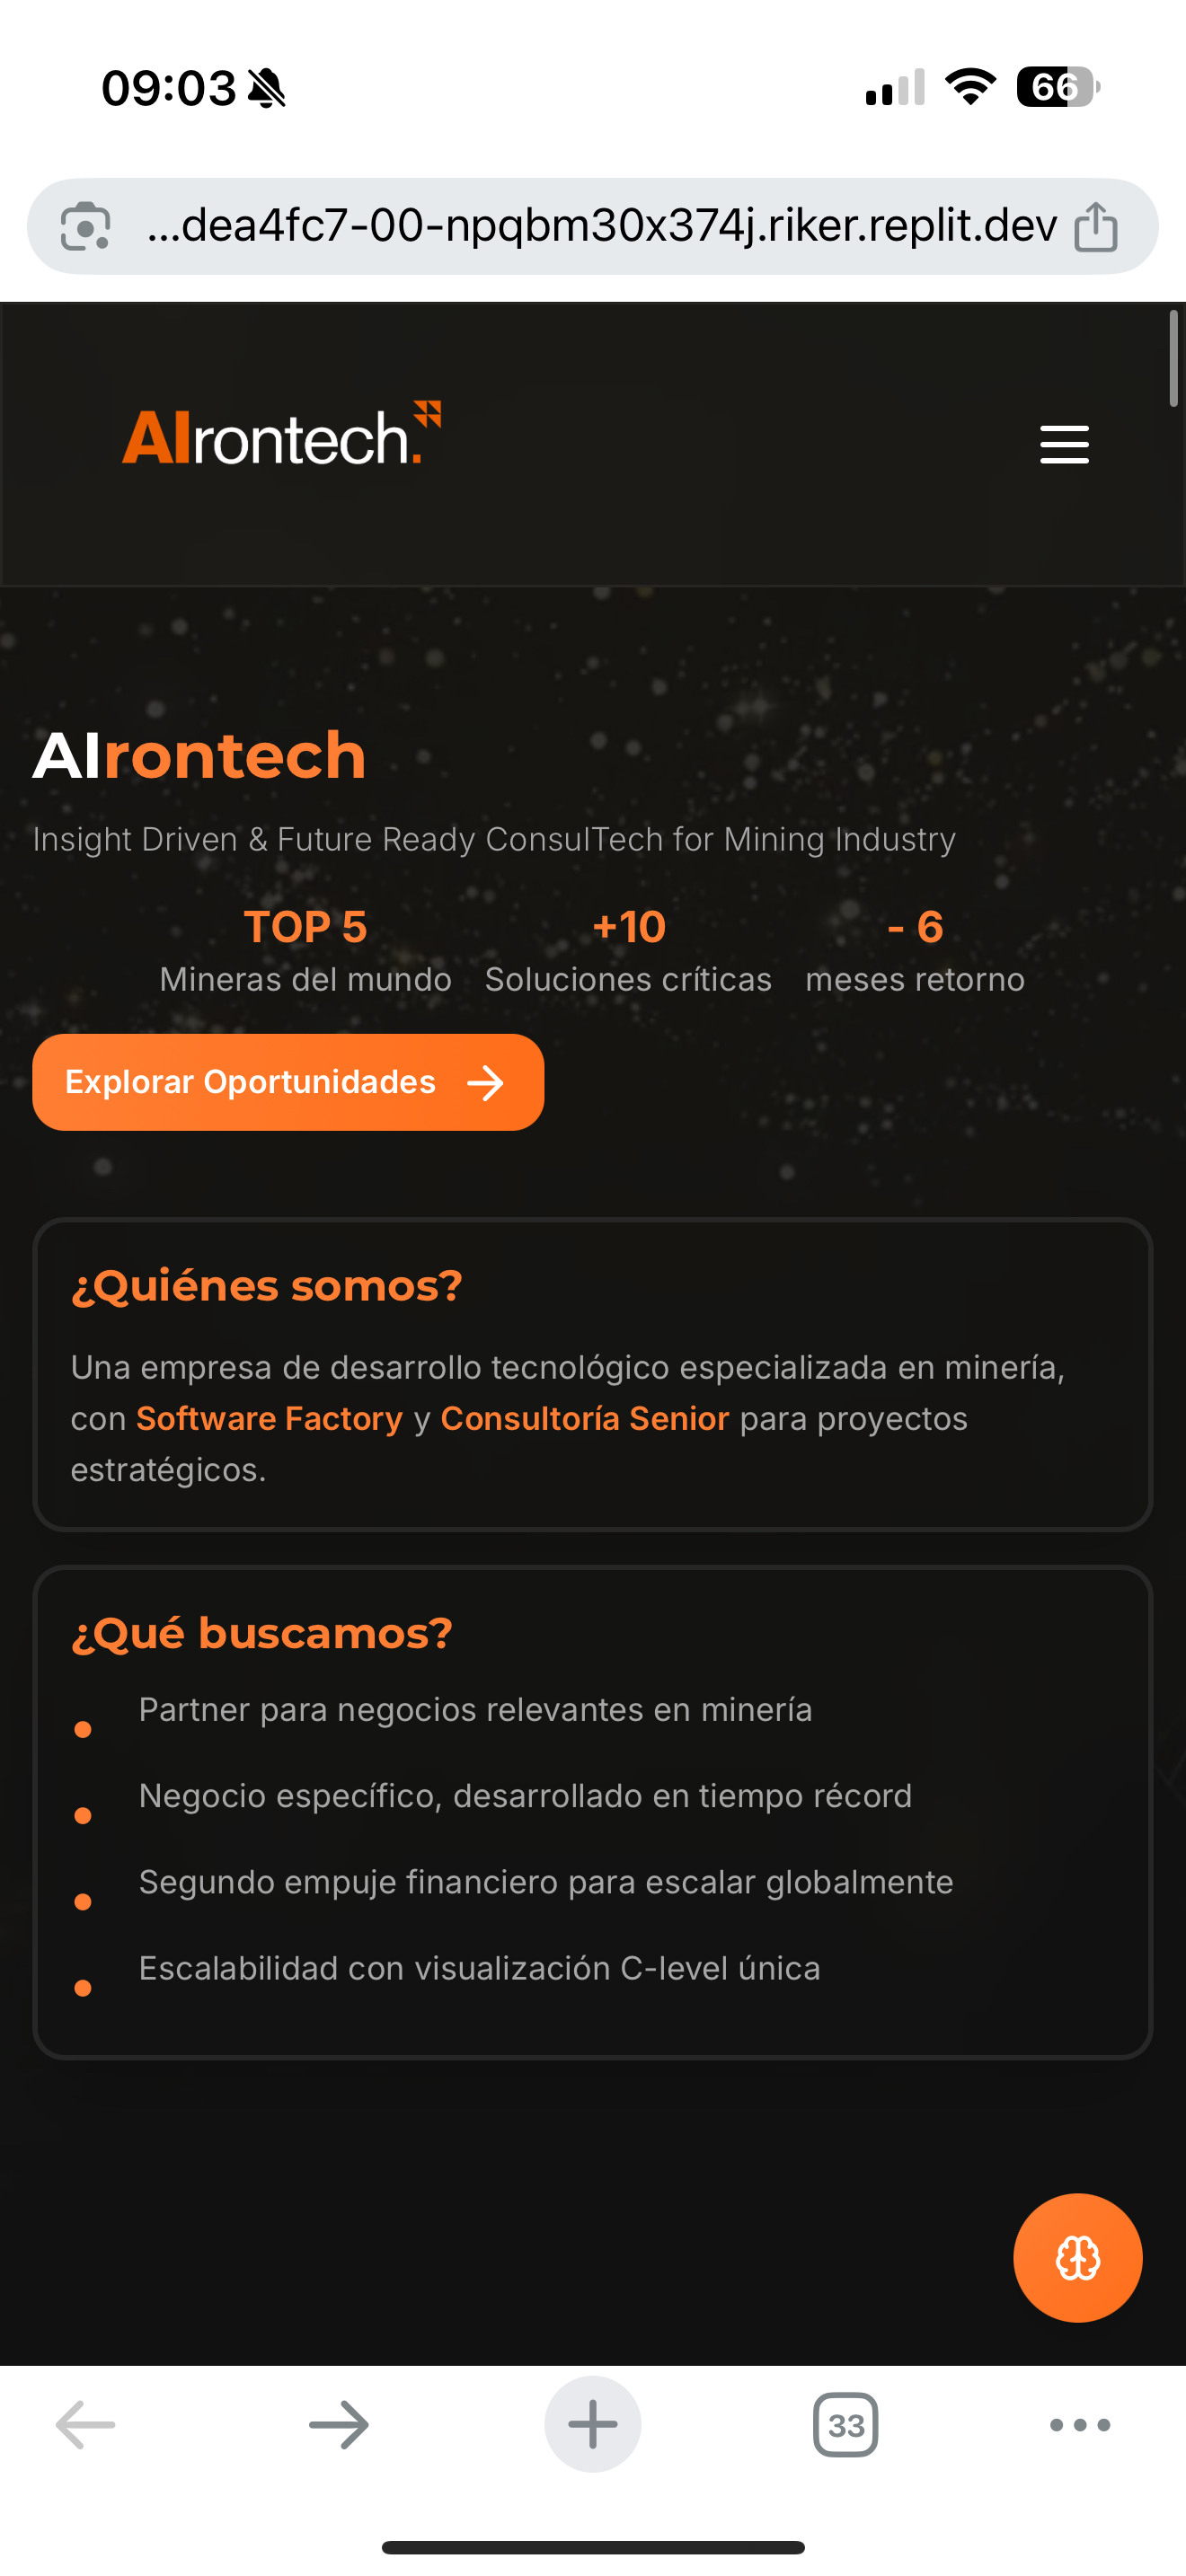 09:03
66
...dea4fc7-00-npqbm30x374j.riker.replit.dev
AIrontech.
AIrontech
Insight Driven & Future Ready ConsulTech for Mining Industry
TOP 5
Mineras del mundo
+10
Soluciones críticas
- 6
meses retorno
Explorar Oportunidades
¿Quiénes somos?
Una empresa de desarrollo tecnológico especializada en minería,
con Software Factory y Consultoría Senior para proyectos
estratégicos.
¿Qué buscamos?
Partner para negocios relevantes en minería
Negocio específico, desarrollado en tiempo récord
Segundo empuje financiero para escalar globalmente
Escalabilidad con visualización C-level única
33